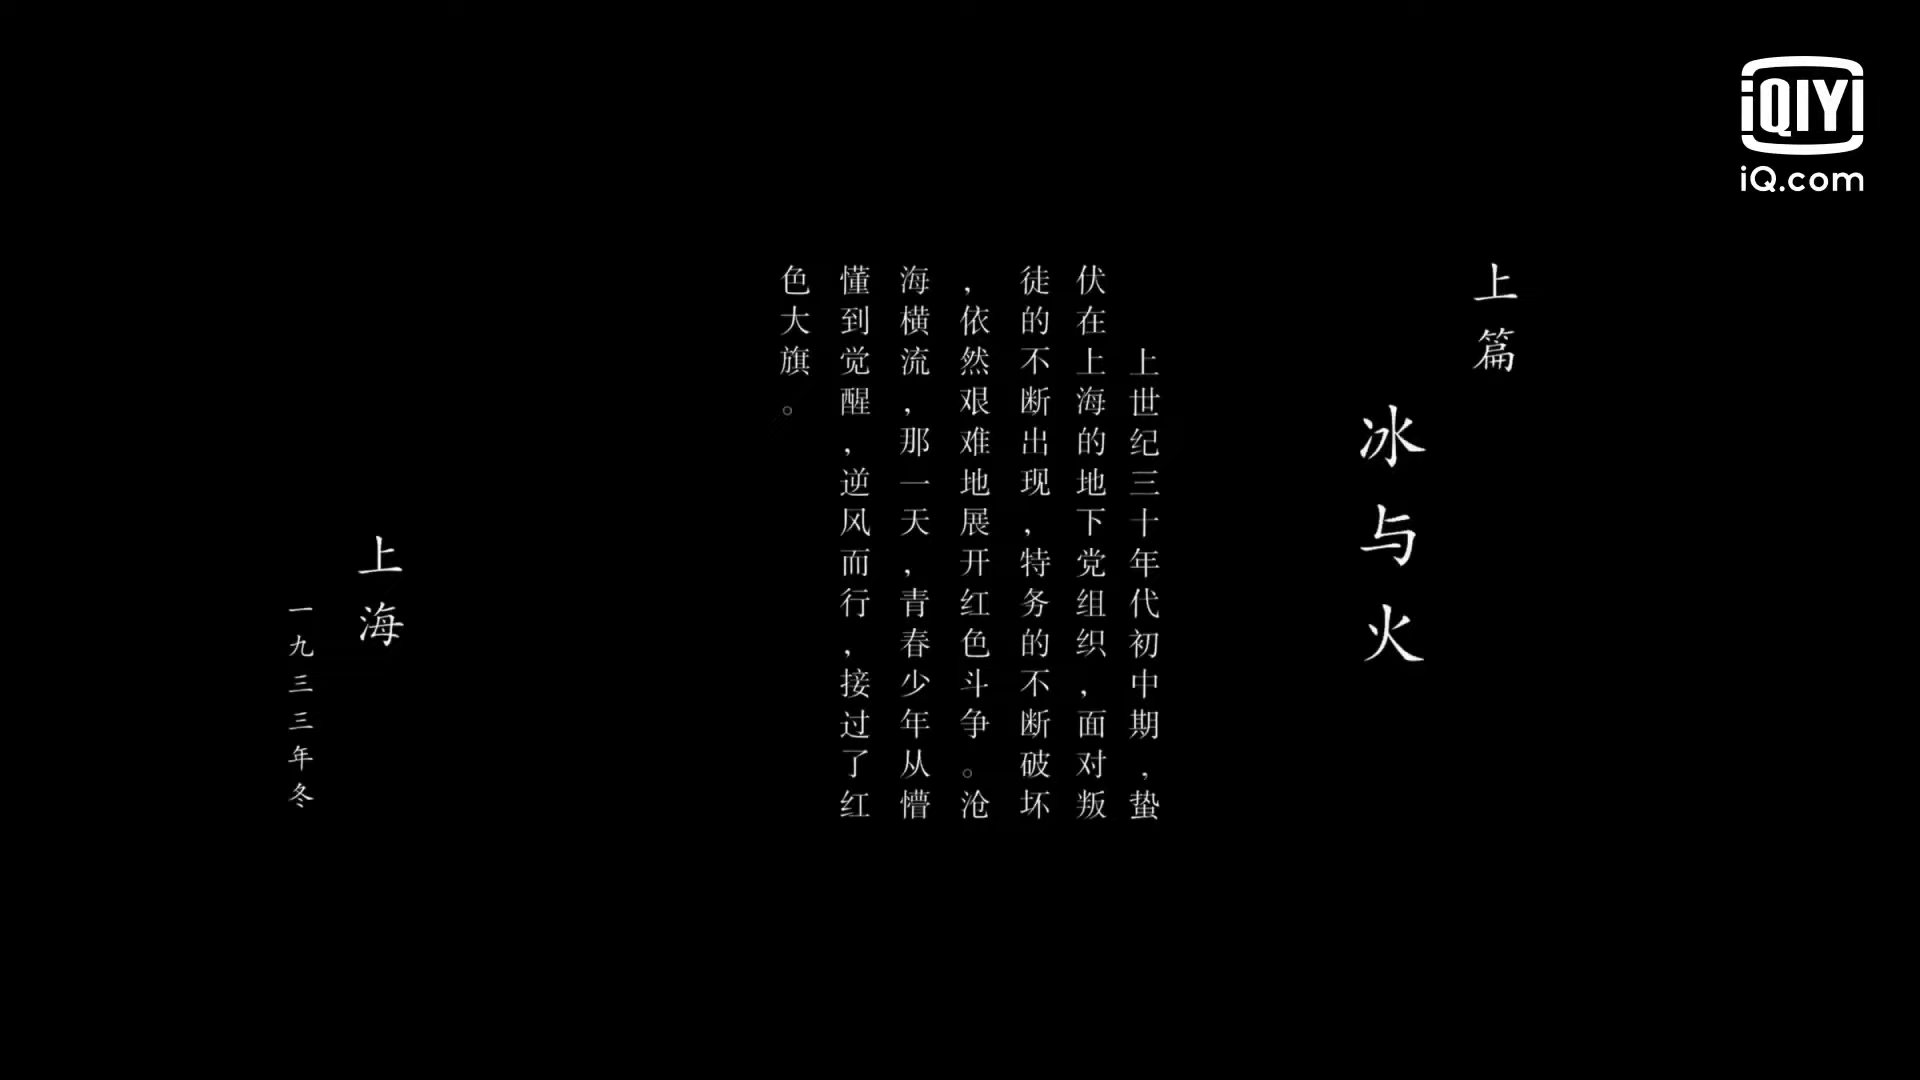 iQIYI
iQ.com
上篇
冰与火
上世纪三十年代初中期，蛰
伏在上海的地下党组织，面对叛
徒的不断出现，特务的不断破坏
，依然艰难地展开红色斗争。沧
海横流，那一天，青春少年从懵
懂到觉醒，逆风而行，接过了红
色大旗。
上海
一九三三年冬